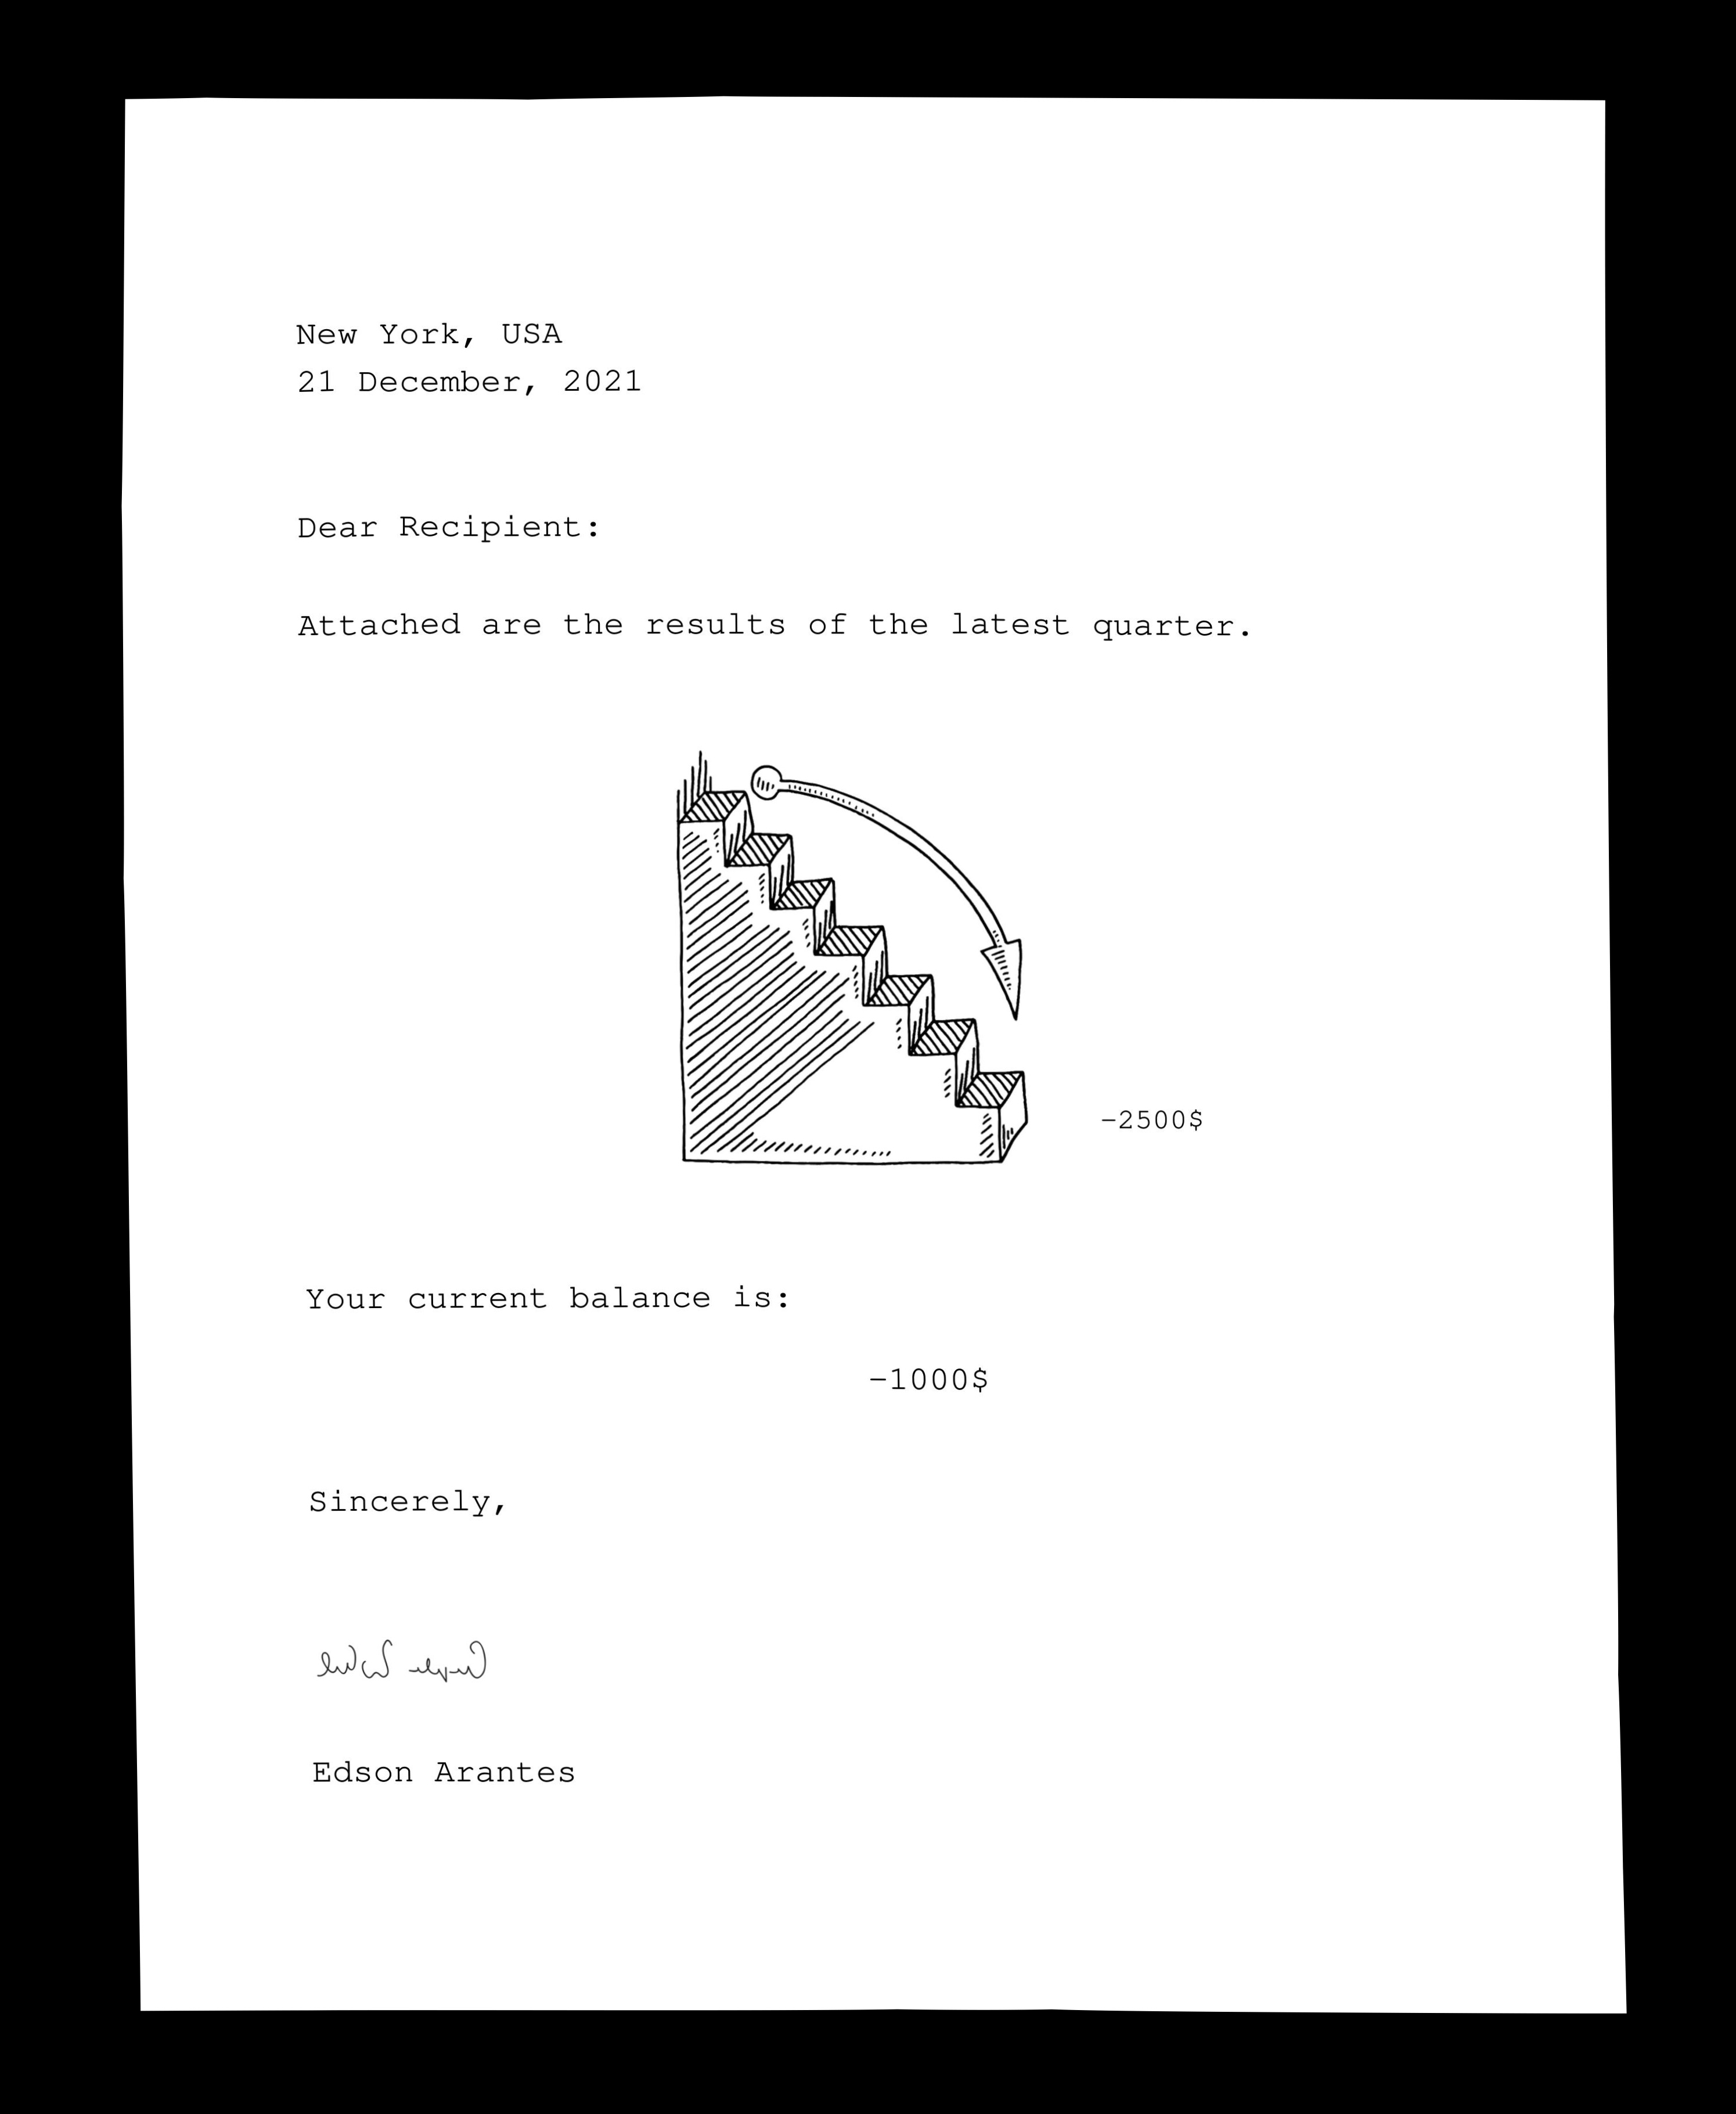 New York, USA
21 December, 2021
Dear Recipient:
Attached are the results of the latest quarter.
-2500$
Your current balance is:
-1000$
Sincerely,
Edson Arantes